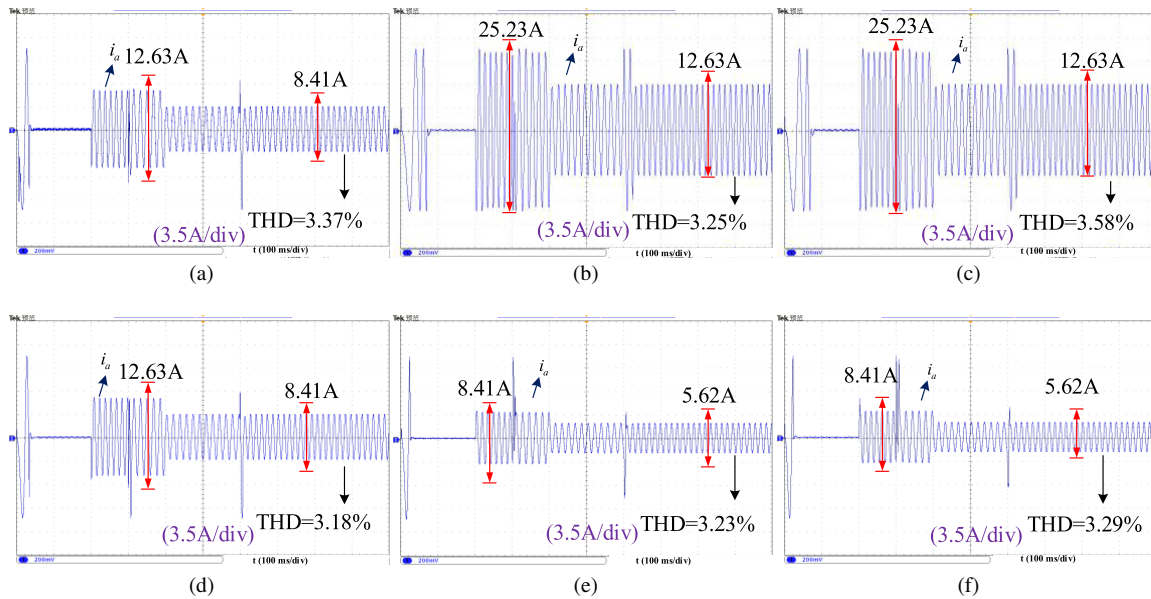 Tek
i_a
12.63A
8.41A
THD=3.37%
(3.5A/div)
200mV
t (100 ms/div)
(a)
Tek
25.23A
i_a
12.63A
THD=3.25%
(3.5A/div)
200mV
t (100 ms/div)
(b)
Tek
25.23A
i_a
12.63A
THD=3.58%
(3.5A/div)
200mV
t (100 ms/div)
(c)
Tek
i_a
12.63A
8.41A
THD=3.18%
(3.5A/div)
200mV
t (100 ms/div)
(d)
Tek
8.41A
i_a
5.62A
THD=3.23%
(3.5A/div)
200mV
t (100 ms/div)
(e)
Tek
8.41A
i_a
5.62A
THD=3.29%
(3.5A/div)
200mV
t (100 ms/div)
(f)